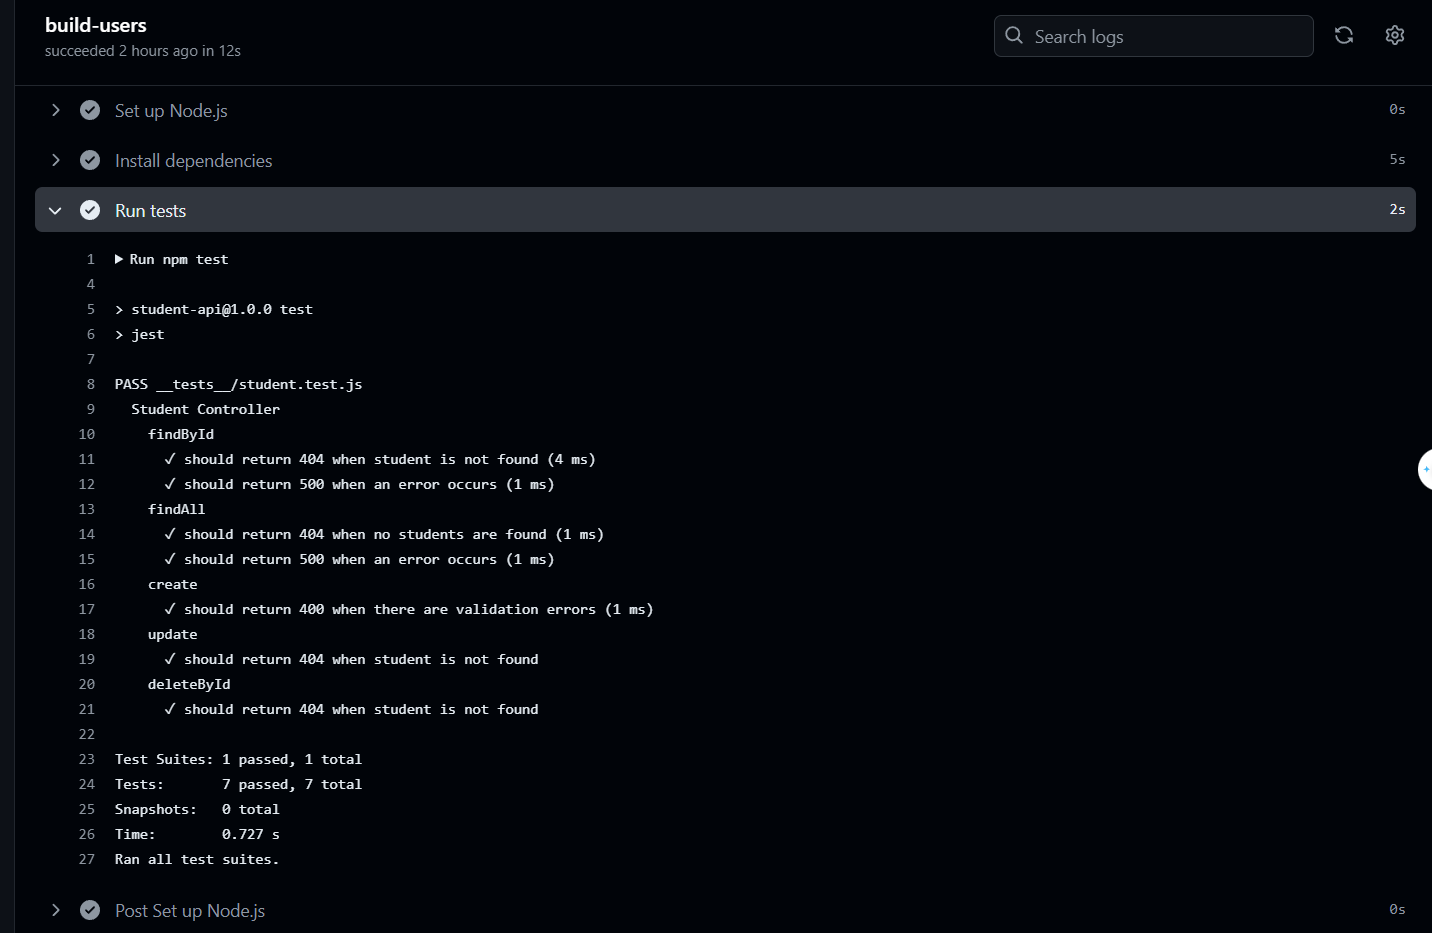 build-users
succeeded 2 hours ago in 12s
Search logs
Set up Node.js 0s
Install dependencies 5s
Run tests 2s
1 Run npm test
4
5 > student-api@1.0.0 test
6 > jest
7
8 PASS __tests__/student.test.js
9 Student Controller
10 findById
11 ✓ should return 404 when student is not found (4 ms)
12 ✓ should return 500 when an error occurs (1 ms)
13 findAll
14 ✓ should return 404 when no students are found (1 ms)
15 ✓ should return 500 when an error occurs (1 ms)
16 create
17 ✓ should return 400 when there are validation errors (1 ms)
18 update
19 ✓ should return 404 when student is not found
20 deleteById
21 ✓ should return 404 when student is not found
22
23 Test Suites: 1 passed, 1 total
24 Tests: 7 passed, 7 total
25 Snapshots: 0 total
26 Time: 0.727 s
27 Ran all test suites.
Post Set up Node.js 0s